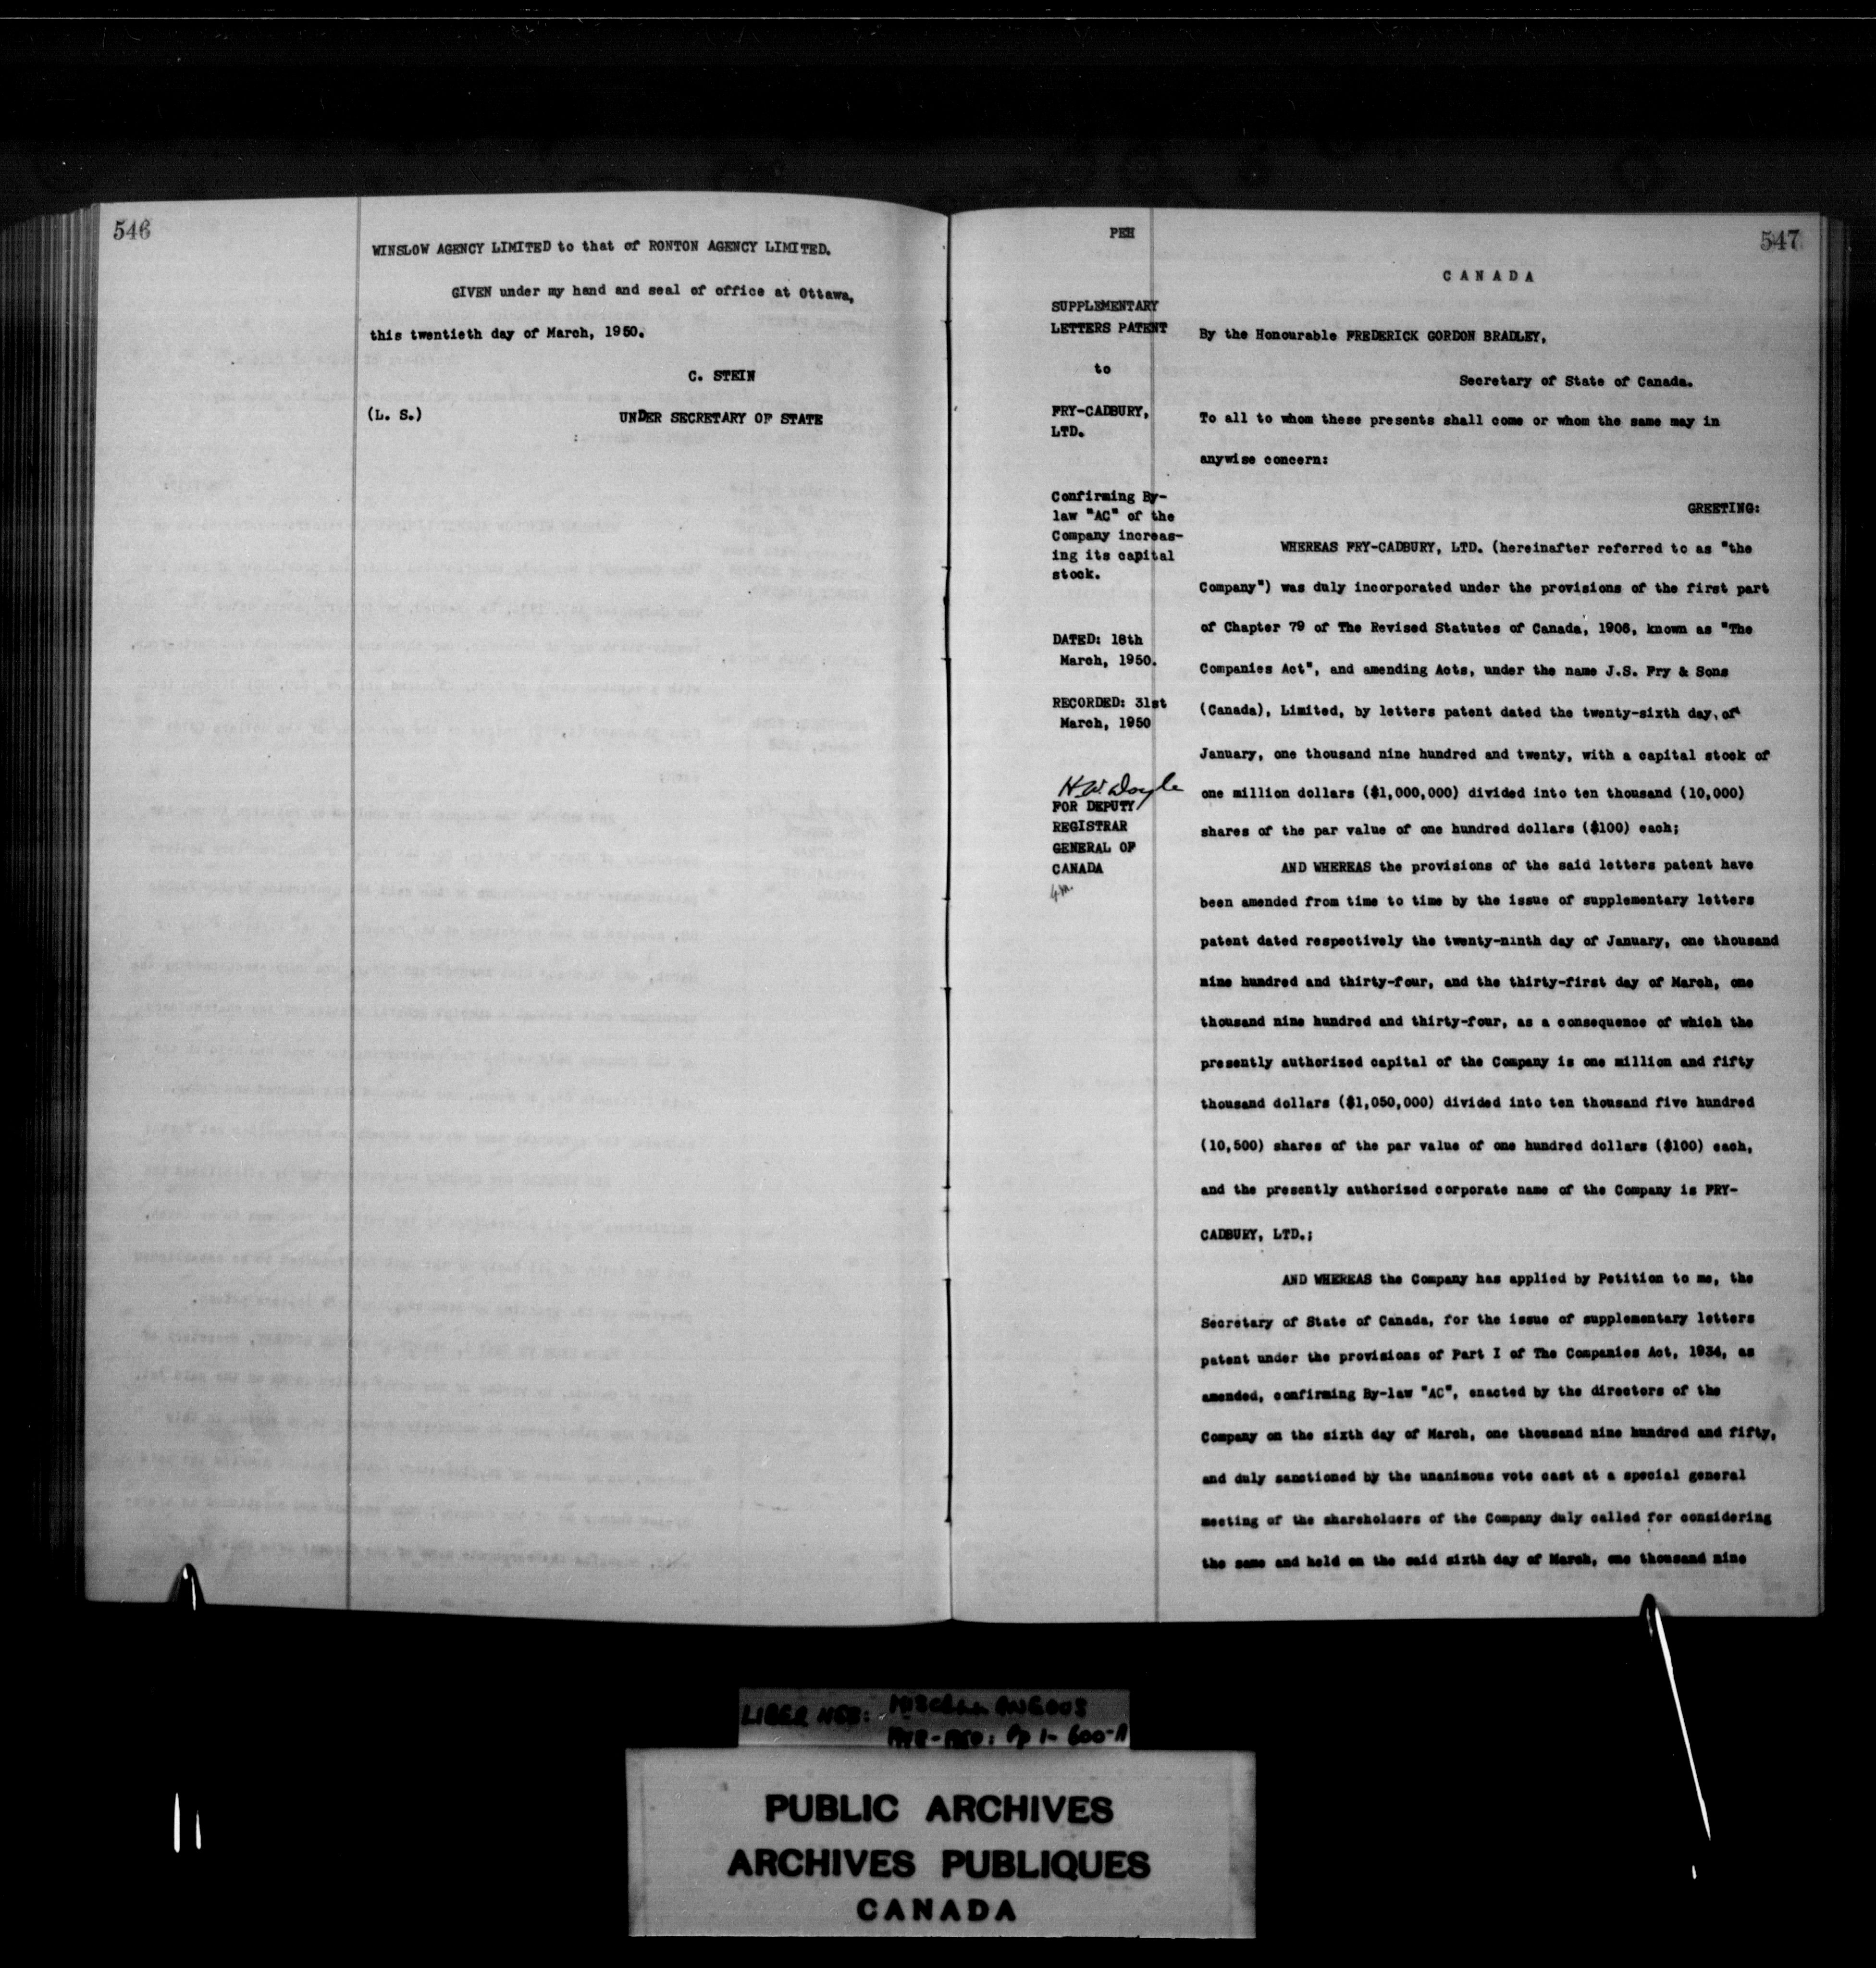 546
WINSLOW AGENCY LIMITED to that of RONTON AGENCY LIMITED.
GIVEN under my hand and seal of office at Ottawa,
this twentieth day of March, 1950.
C. STEIN
(L. S.)
UNDER SECRETARY OF STATE
PEH
547
SUPPLEMENTARY
LETTERS PATENT
to
FRY-CADBURY,
LTD.
Confirming By-
law "AC" of the
Company increas-
ing its capital
stock.
DATED: 18th
March, 1950.
RECORDED: 31st
March, 1950
H.W. Doyle
FOR DEPUTY
REGISTRAR
GENERAL OF
CANADA
CANADA
By the Honourable FREDERICK GORDON BRADLEY,
Secretary of State of Canada.
To all to whom these presents shall come or whom the same may in
anywise concern:
GREETING:
WHEREAS FRY-CADBURY, LTD. (hereinafter referred to as "the
Company") was duly incorporated under the provisions of the first part
of Chapter 79 of The Revised Statutes of Canada, 1906, known as "The
Companies Act", and amending Acts, under the name J.S. Fry & Sons
(Canada), Limited, by letters patent dated the twenty-sixth day of
January, one thousand nine hundred and twenty, with a capital stock of
one million dollars ($1,000,000) divided into ten thousand (10,000)
shares of the par value of one hundred dollars ($100) each;
AND WHEREAS the provisions of the said letters patent have
been amended from time to time by the issue of supplementary letters
patent dated respectively the twenty-ninth day of January, one thousand
nine hundred and thirty-four, and the thirty-first day of March, one
thousand nine hundred and thirty-four, as a consequence of which the
presently authorized capital of the Company is one million and fifty
thousand dollars ($1,050,000) divided into ten thousand five hundred
(10,500) shares of the par value of one hundred dollars ($100) each,
and the presently authorized corporate name of the Company is FRY-
CADBURY, LTD.;
AND WHEREAS the Company has applied by Petition to me, the
Secretary of State of Canada, for the issue of supplementary letters
patent under the provisions of Part I of The Companies Act, 1934, as
amended, confirming By-law "AC", enacted by the directors of the
Company on the sixth day of March, one thousand nine hundred and fifty,
and duly sanctioned by the unanimous vote cast at a special general
meeting of the shareholders of the Company duly called for considering
the same and held on the said sixth day of March, one thousand nine
LIBER
MISCELLANEOUS
Pp 1-600-A
PUBLIC ARCHIVES
ARCHIVES PUBLIQUES
CANADA